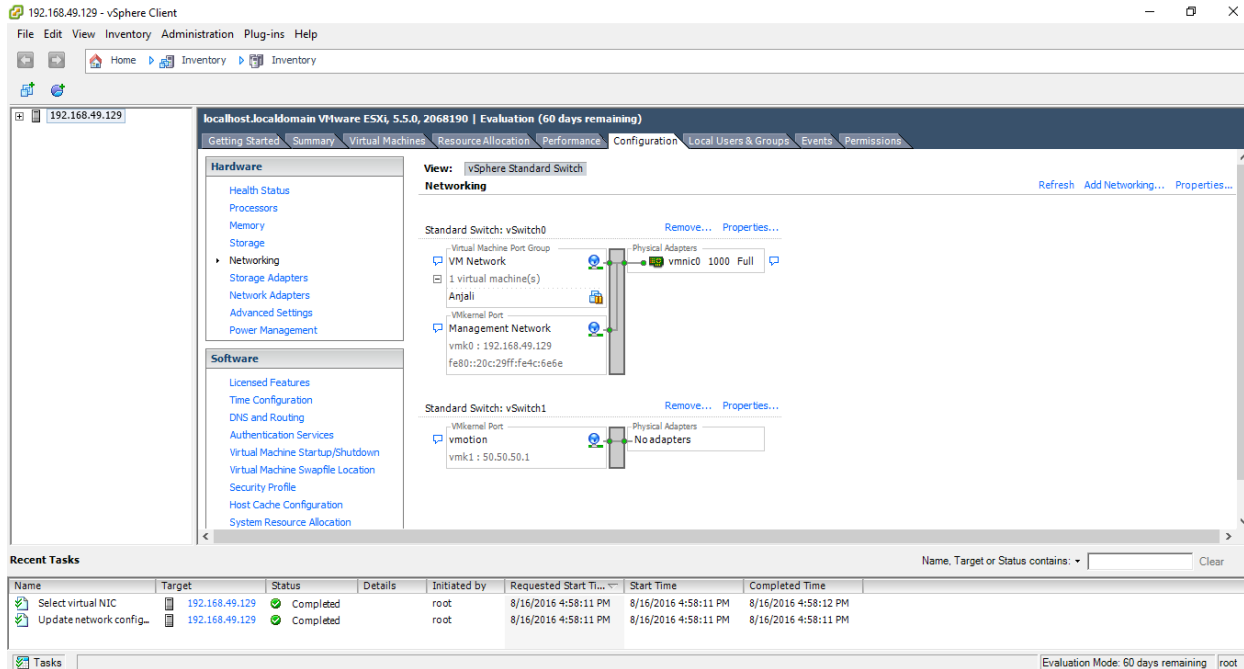 192.168.49.129 - vSphere Client
File Edit View Inventory Administration Plug-ins Help
Home Inventory Inventory
192.168.49.129
localhost.localdomain VMware ESXi, 5.5.0, 2068190 | Evaluation (60 days remaining)
Getting Started Summary Virtual Machines Resource Allocation Performance Configuration Local Users & Groups Events Permissions
Hardware
Health Status
Processors
Memory
Storage
Networking
Storage Adapters
Network Adapters
Advanced Settings
Power Management
Software
Licensed Features
Time Configuration
DNS and Routing
Authentication Services
Virtual Machine Startup/Shutdown
Virtual Machine Swapfile Location
Security Profile
Host Cache Configuration
System Resource Allocation
View: vSphere Standard Switch
Networking
Refresh Add Networking... Properties...
Standard Switch: vSwitch0 Remove... Properties...
Virtual Machine Port Group Physical Adapters
VM Network vmnic0 1000 Full
1 virtual machine(s)
Anjali
VMkernel Port
Management Network
vmk0 : 192.168.49.129
fe80::20c:29ff:fe4c:6e6e
Standard Switch: vSwitch1 Remove... Properties...
VMkernel Port Physical Adapters
vmotion No adapters
vmk1 : 50.50.50.1
Recent Tasks
Name, Target or Status contains: Clear
Name Target Status Details Initiated by Requested Start Ti... Start Time Completed Time
Select virtual NIC 192.168.49.129 Completed root 8/16/2016 4:58:11 PM 8/16/2016 4:58:11 PM 8/16/2016 4:58:12 PM
Update network config... 192.168.49.129 Completed root 8/16/2016 4:58:11 PM 8/16/2016 4:58:11 PM 8/16/2016 4:58:11 PM
Tasks
Evaluation Mode: 60 days remaining root